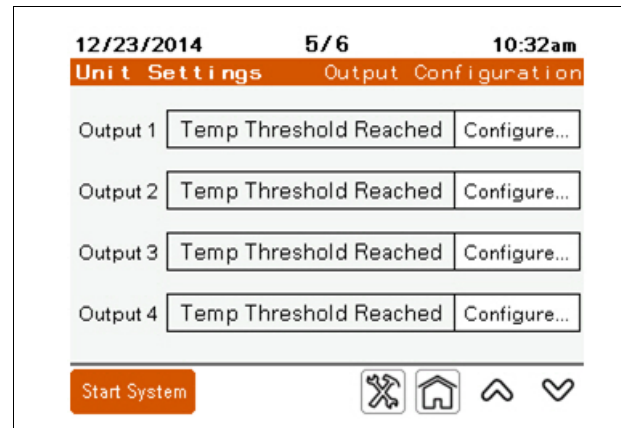 12/23/2014 5/6 10:32am
Unit Settings Output Configuration
Output 1 Temp Threshold Reached Configure...
Output 2 Temp Threshold Reached Configure...
Output 3 Temp Threshold Reached Configure...
Output 4 Temp Threshold Reached Configure...
Start System